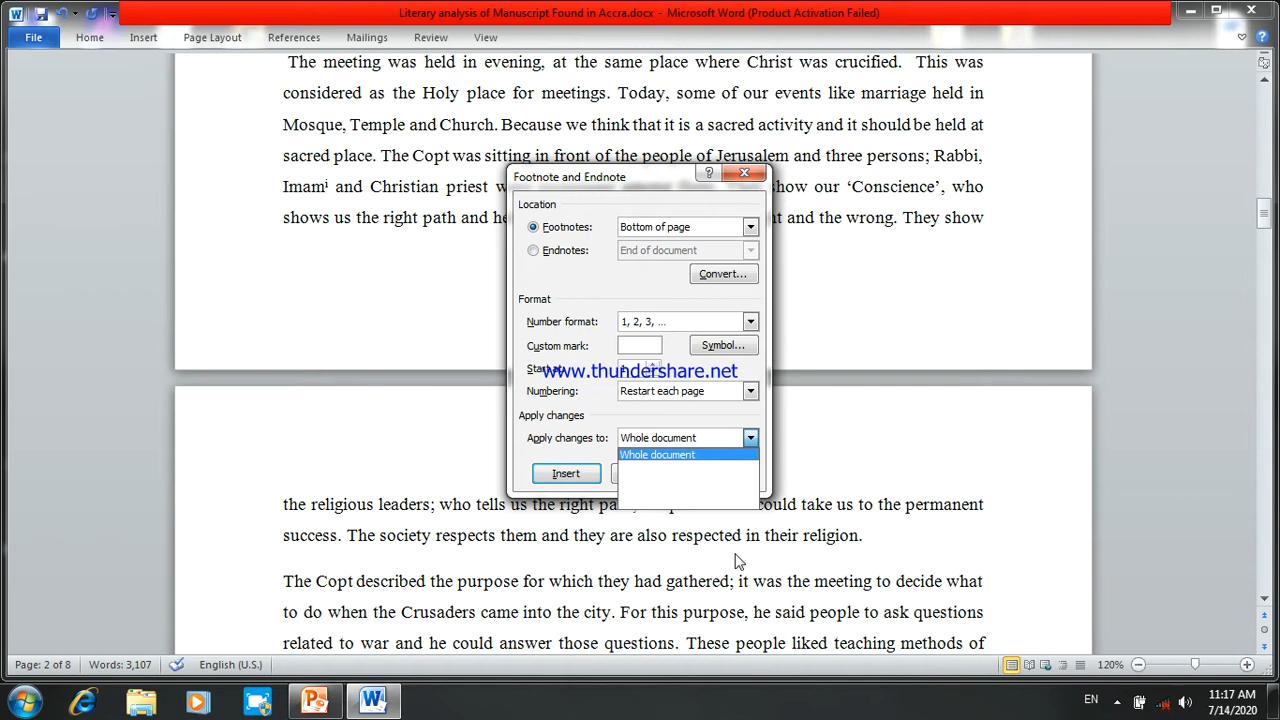 Literary analysis of Manuscript Found in Accra.docx - Microsoft Word (Product Activation Failed)
File Home Insert Page Layout References Mailings Review View
The meeting was held in evening, at the same place where Christ was crucified. This was
considered as the Holy place for meetings. Today, some of our events like marriage held in
Mosque, Temple and Church. Because we think that it is a sacred activity and it should be held at
sacred place. The Copt was sitting in front of the people of Jerusalem and three persons; Rabbi,
Imamⁱ and Christian priest w show our ‘Conscience’, who
shows us the right path and he t and the wrong. They show
Footnote and Endnote
Location
Footnotes: Bottom of page
Endnotes: End of document
Convert...
Format
Number format: 1, 2, 3, ...
Custom mark: Symbol...
Start at:
www.thundershare.net
Numbering: Restart each page
Apply changes
Apply changes to: Whole document
Whole document
Insert
the religious leaders; who tells us the right pa could take us to the permanent
success. The society respects them and they are also respected in their religion.
The Copt described the purpose for which they had gathered; it was the meeting to decide what
to do when the Crusaders came into the city. For this purpose, he said people to ask questions
related to war and he could answer those questions. These people liked teaching methods of
Page: 2 of 8 Words: 3,107 English (U.S.) 120%
EN 11:17 AM
7/14/2020